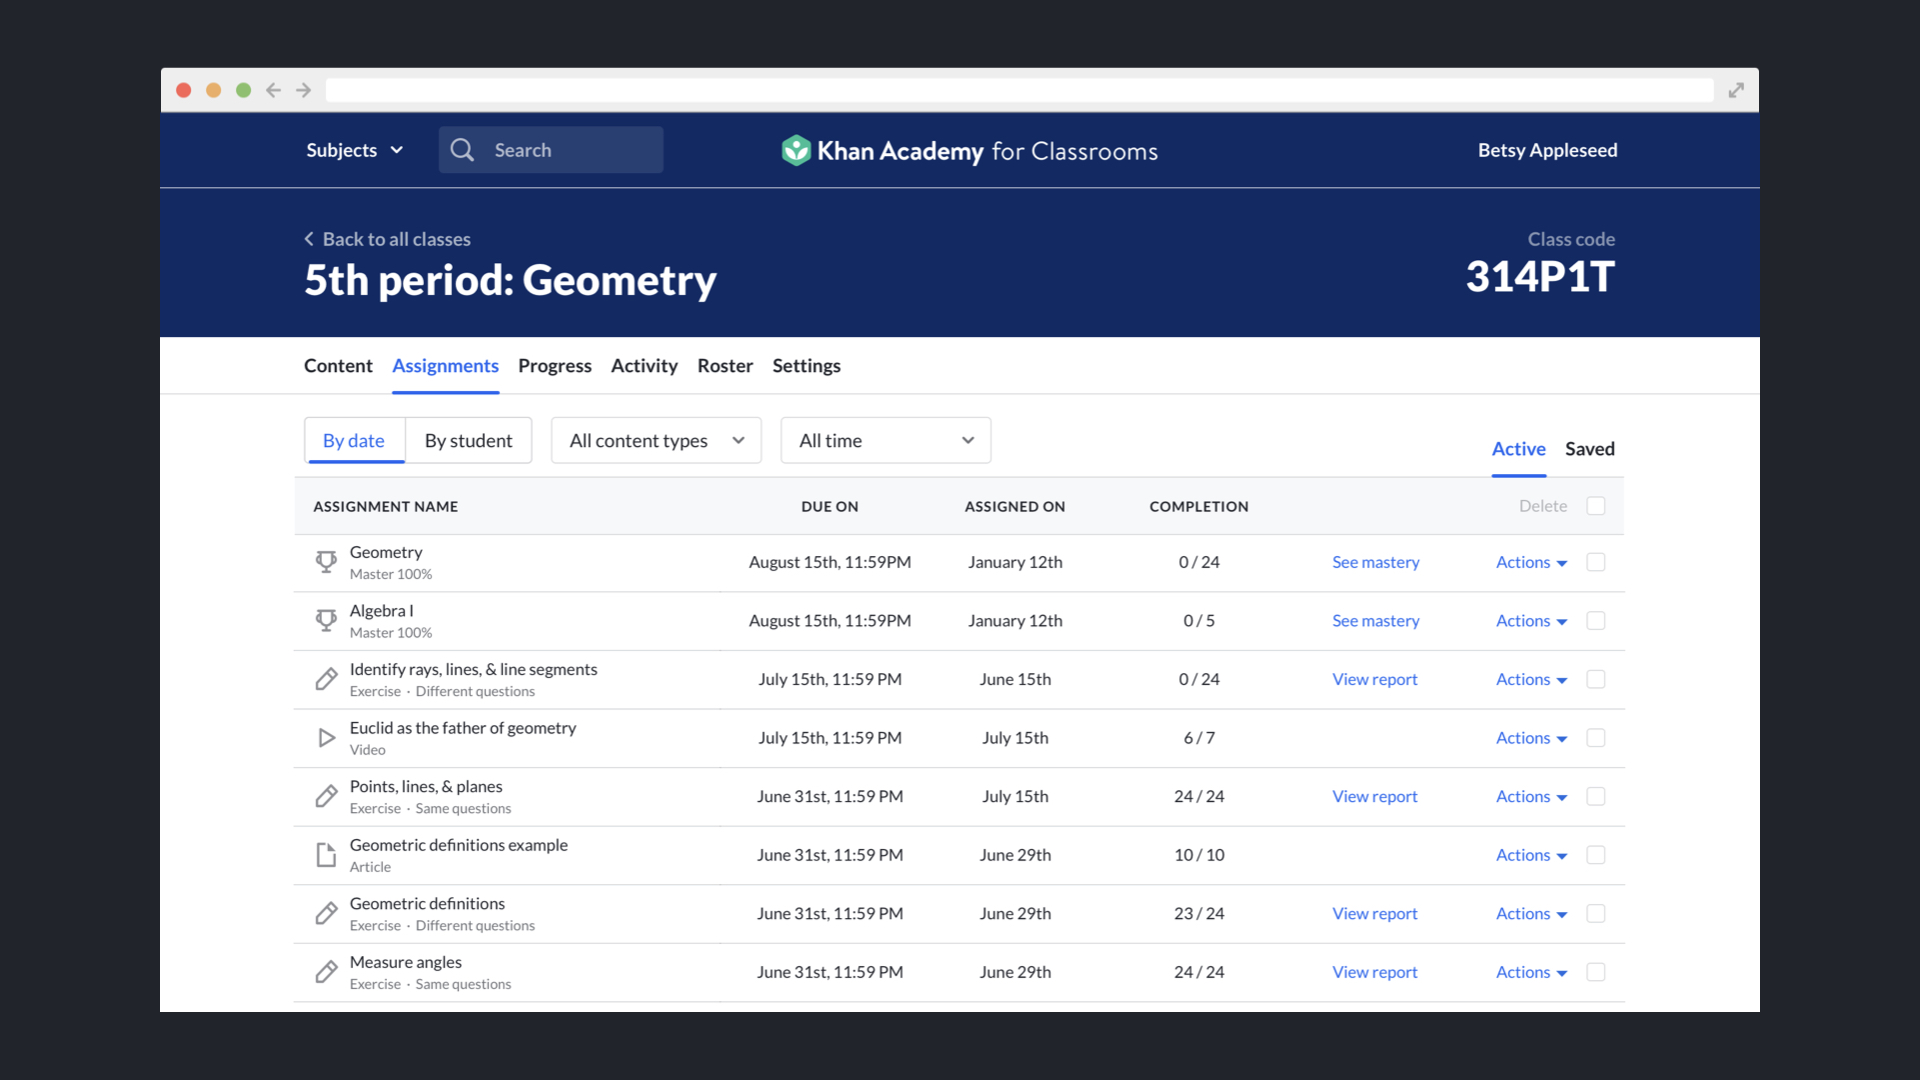 Subjects Search Khan Academy for Classrooms Betsy Appleseed
Back to all classes Class code
5th period: Geometry 314P1T
Content Assignments Progress Activity Roster Settings
By date By student All content types All time Active Saved
ASSIGNMENT NAME DUE ON ASSIGNED ON COMPLETION Delete
Geometry
Master 100%
August 15th, 11:59PM January 12th 0 / 24 See mastery Actions
Algebra I
Master 100%
August 15th, 11:59PM January 12th 0 / 5 See mastery Actions
Identify rays, lines, & line segments
Exercise · Different questions
July 15th, 11:59 PM June 15th 0 / 24 View report Actions
Euclid as the father of geometry
Video
July 15th, 11:59 PM July 15th 6 / 7 Actions
Points, lines, & planes
Exercise · Same questions
June 31st, 11:59 PM July 15th 24 / 24 View report Actions
Geometric definitions example
Article
June 31st, 11:59 PM June 29th 10 / 10 Actions
Geometric definitions
Exercise · Different questions
June 31st, 11:59 PM June 29th 23 / 24 View report Actions
Measure angles
Exercise · Same questions
June 31st, 11:59 PM June 29th 24 / 24 View report Actions